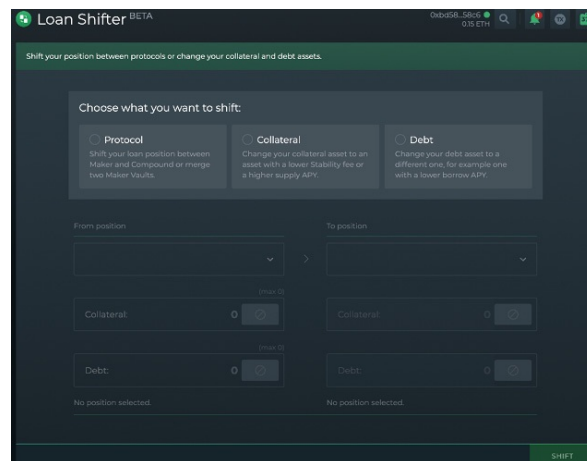 Loan Shifter BETA
0xbd58...58c6
0.15 ETH
Shift your position between protocols or change your collateral and debt assets.
Choose what you want to shift:
Protocol
Shift your loan position between
Maker and Compound or merge
two Maker Vaults.
Collateral
Change your collateral asset to an
asset with a lower Stability fee or
a higher supply APY.
Debt
Change your debt asset to a
different one, for example one
with a lower borrow APY.
From position
To position
(max 0)
Collateral: 0
Collateral: 0
(max 0)
Debt: 0
Debt: 0
No position selected.
No position selected.
SHIFT